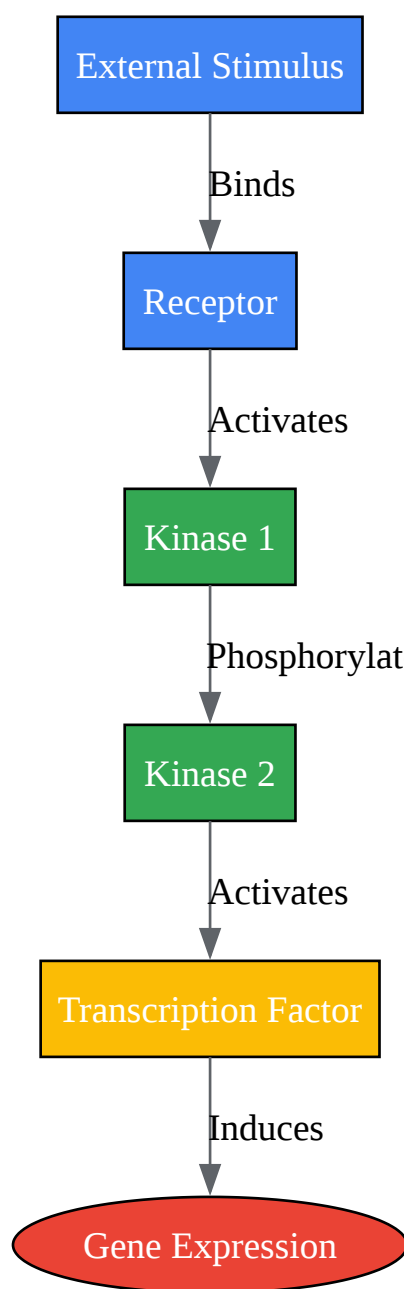 External Stimulus
Binds
Receptor
Activates
Kinase 1
Phosphorylat
Kinase 2
Activates
Transcription Factor
Induces
Gene Expression